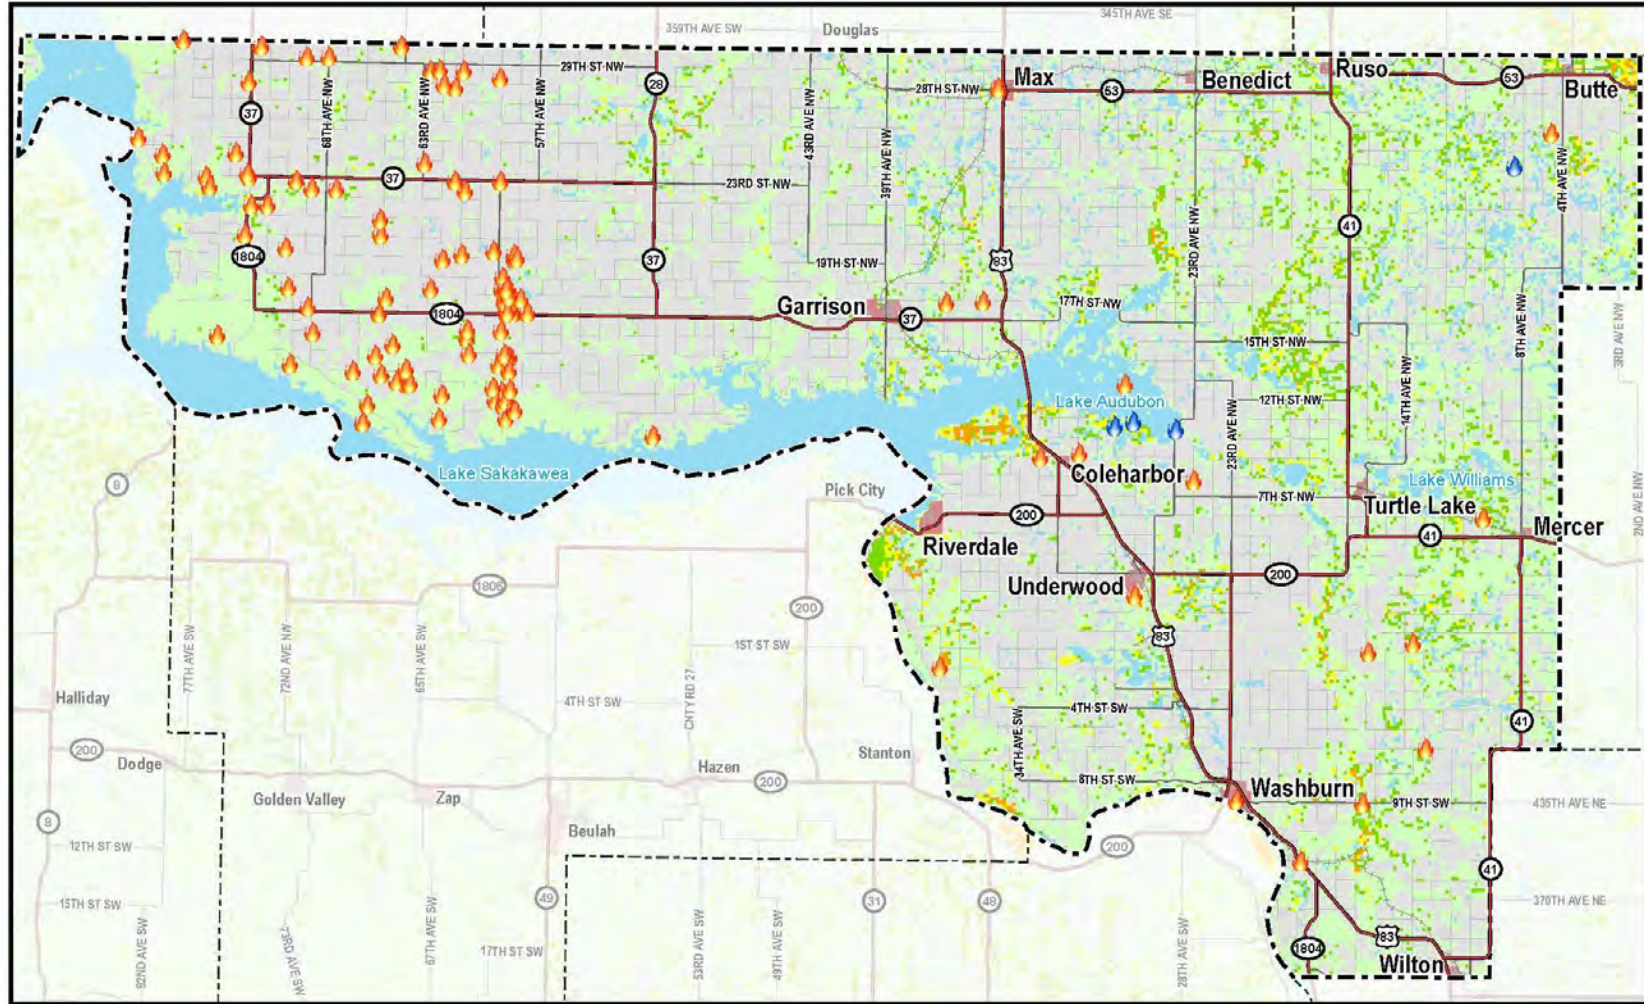 345TH AVE SE
359TH AVE SW
Douglas
29TH ST NW
28
Max
Benedict
Ruso
53
Butte
28TH ST NW
53
37
68TH AVE NW
63RD AVE NW
57TH AVE NW
43RD AVE NW
39TH AVE NW
4TH AVE NW
37
23RD ST NW
41
23RD AVE NW
1804
37
19TH ST NW
83
17TH ST NW
Garrison
37
1804
15TH ST NW
8TH AVE NW
3RD AVE NW
14TH AVE NW
12TH ST NW
Lake Audubon
23RD AVE NW
Lake Sakakawea
8
Coleharbor
Pick City
7TH ST NW
Lake Williams
Turtle Lake
Mercer
2ND AVE NW
200
41
Riverdale
Underwood
200
1806
200
83
1ST ST SW
77TH AVE SW
72ND AVE NW
65TH AVE SW
CNTY RD 27
4TH ST SW
4TH ST SW
34TH AVE SW
41
Halliday
200
Dodge
Stanton
Hazen
200
8TH ST SW
Washburn
9TH ST SW
435TH AVE NE
Golden Valley
Zap
8
Beulah
12TH ST SW
200
41
49
31
48
15TH ST SW
370TH AVE NE
82ND AVE SW
73RD AVE SW
67TH AVE SW
17TH ST SW
53RD AVE SW
49TH AVE SW
28TH AVE SW
1804
83
Wilton